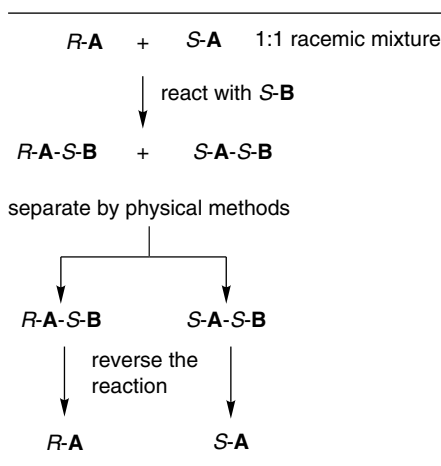 R-A + S-A 1:1 racemic mixture
react with S-B
R-A-S-B + S-A-S-B
separate by physical methods
R-A-S-B S-A-S-B
reverse the
reaction
R-A S-A